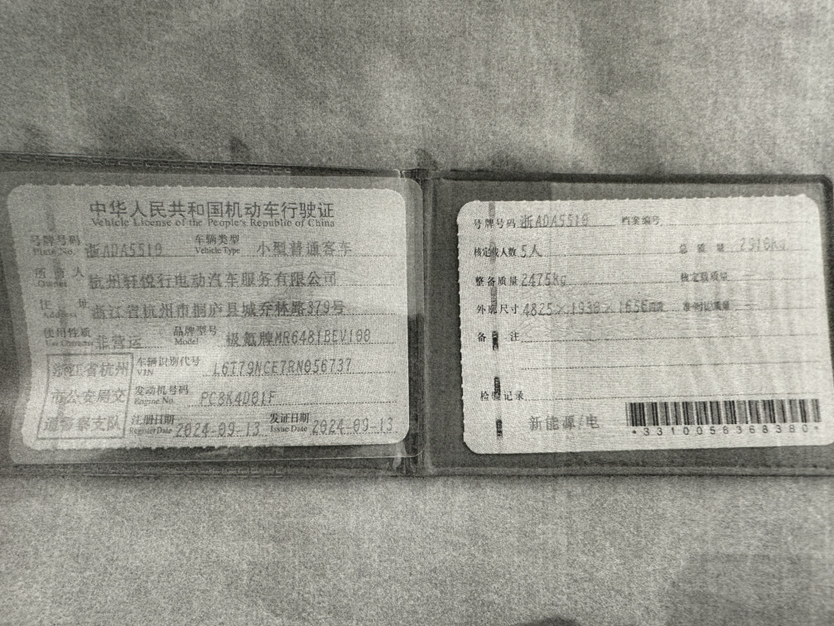 中华人民共和国机动车行驶证
Vehicle License of the People's Republic of China
号牌号码 浙ADA5510 车辆类型 小型普通客车
Plate No. Vehicle Type
所有人 杭州轩悦行电动汽车服务有限公司
Owner
住址 浙江省杭州市桐庐县城乔林路379号
Address
使用性质 非营运 品牌型号 极氪牌MR6481BEV100
Use Character Model
浙江省杭州
市公安局交
通警察支队
车辆识别代号 L6T79NCE7RN056737
VIN
发动机号码 PC8K4D01F
Engine No.
注册日期 2024-09-13 发证日期 2024-09-13
Register Date Issue Date
号牌号码 浙ADA5510 档案编号
核定载人数 5人 总质量
整备质量 2475kg 核定载质量
外廓尺寸 准牵引总质量
备注
检验记录
新能源/电
*3310058368380*